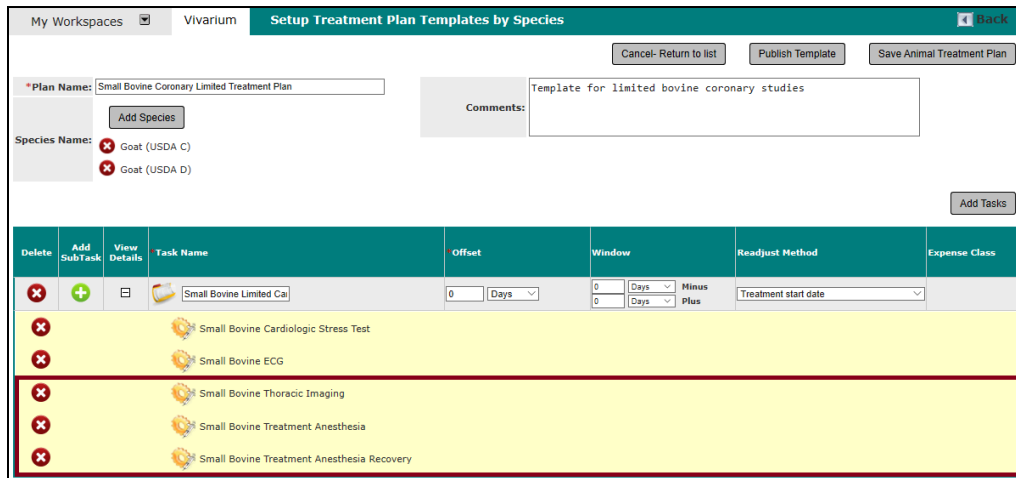 My Workspaces Vivarium Setup Treatment Plan Templates by Species Back
Cancel- Return to list Publish Template Save Animal Treatment Plan
*Plan Name: Small Bovine Coronary Limited Treatment Plan
Comments: Template for limited bovine coronary studies
Add Species
Species Name:
Goat (USDA C)
Goat (USDA D)
Add Tasks
Delete Add SubTask View Details *Task Name *Offset Window Readjust Method Expense Class
Small Bovine Limited Car 0 Days 0 Days Minus Treatment start date
0 Days Plus
Small Bovine Cardiologic Stress Test
Small Bovine ECG
Small Bovine Thoracic Imaging
Small Bovine Treatment Anesthesia
Small Bovine Treatment Anesthesia Recovery